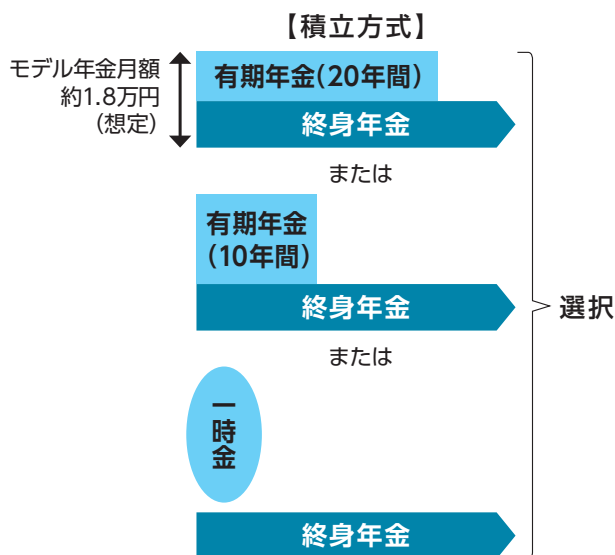 【積立方式】
モデル年金月額
約1.8万円
(想定)
有期年金(20年間)
終身年金
または
有期年金
(10年間)
終身年金
または
選択
一時金
終身年金